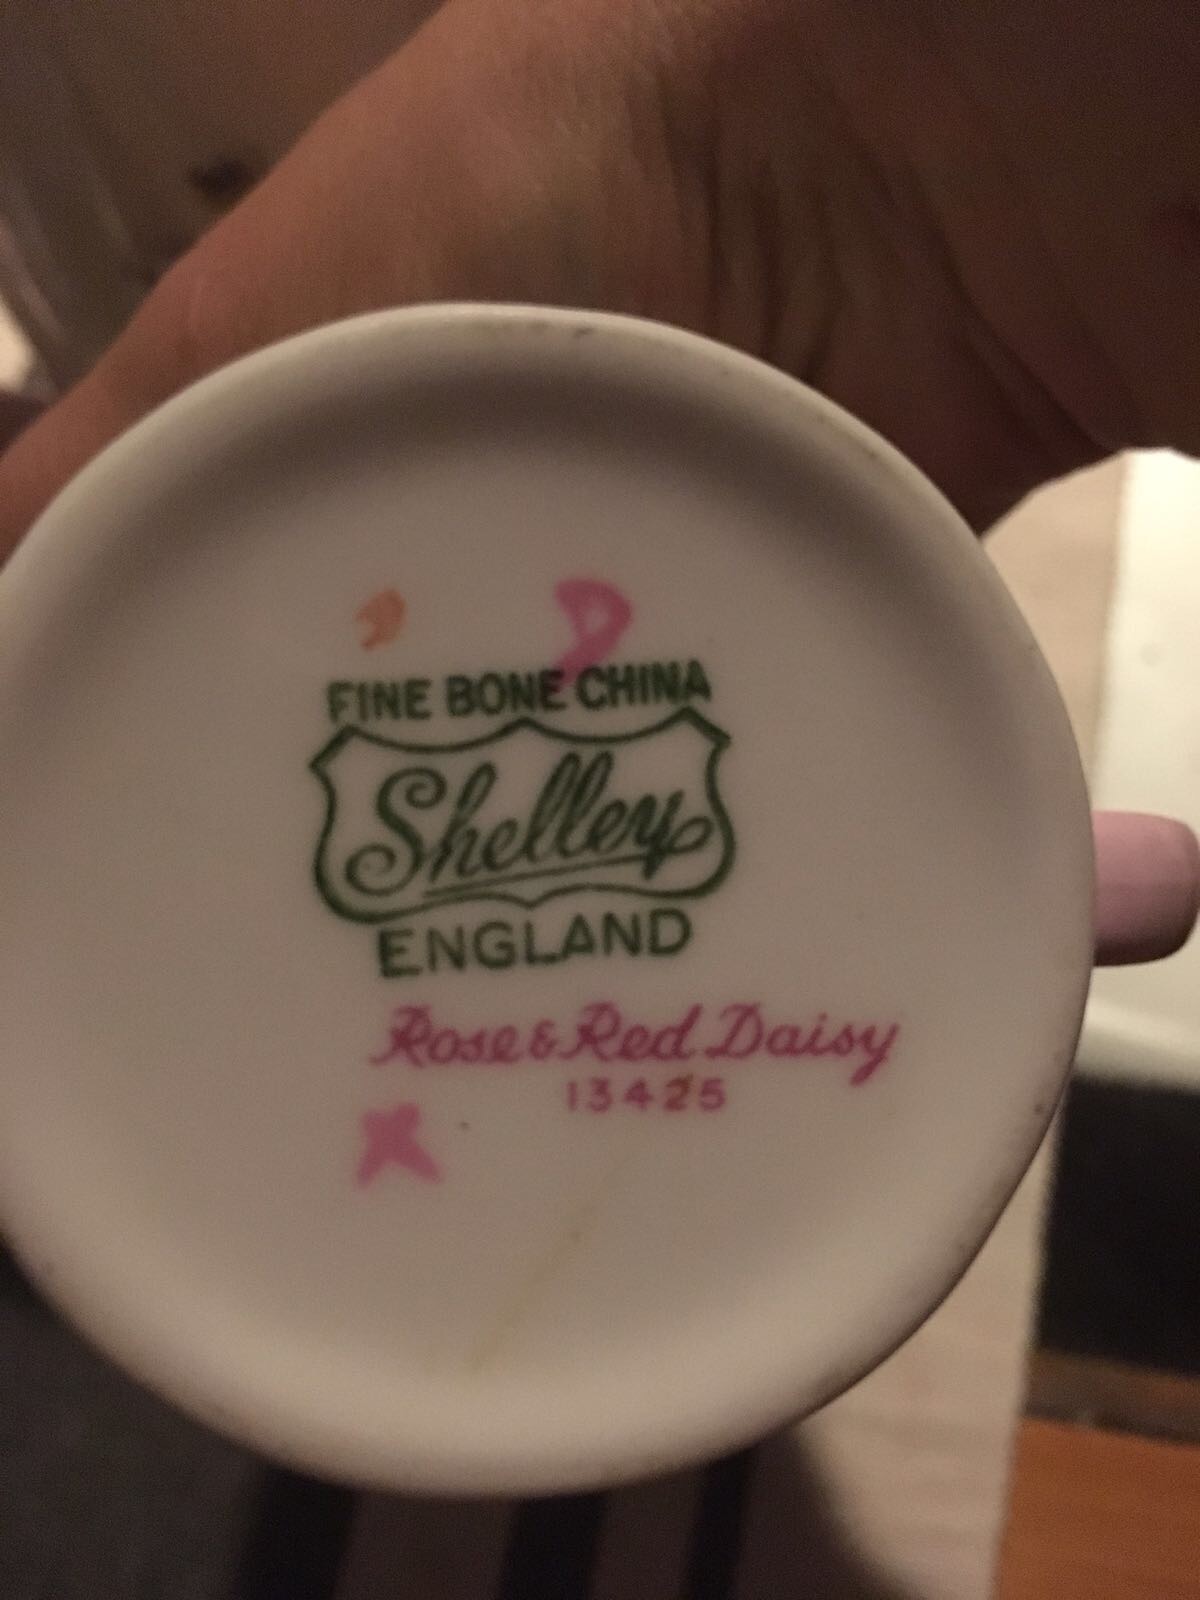 FINE BONE CHINA
Shelley
ENGLAND
Rose & Red Daisy
13425